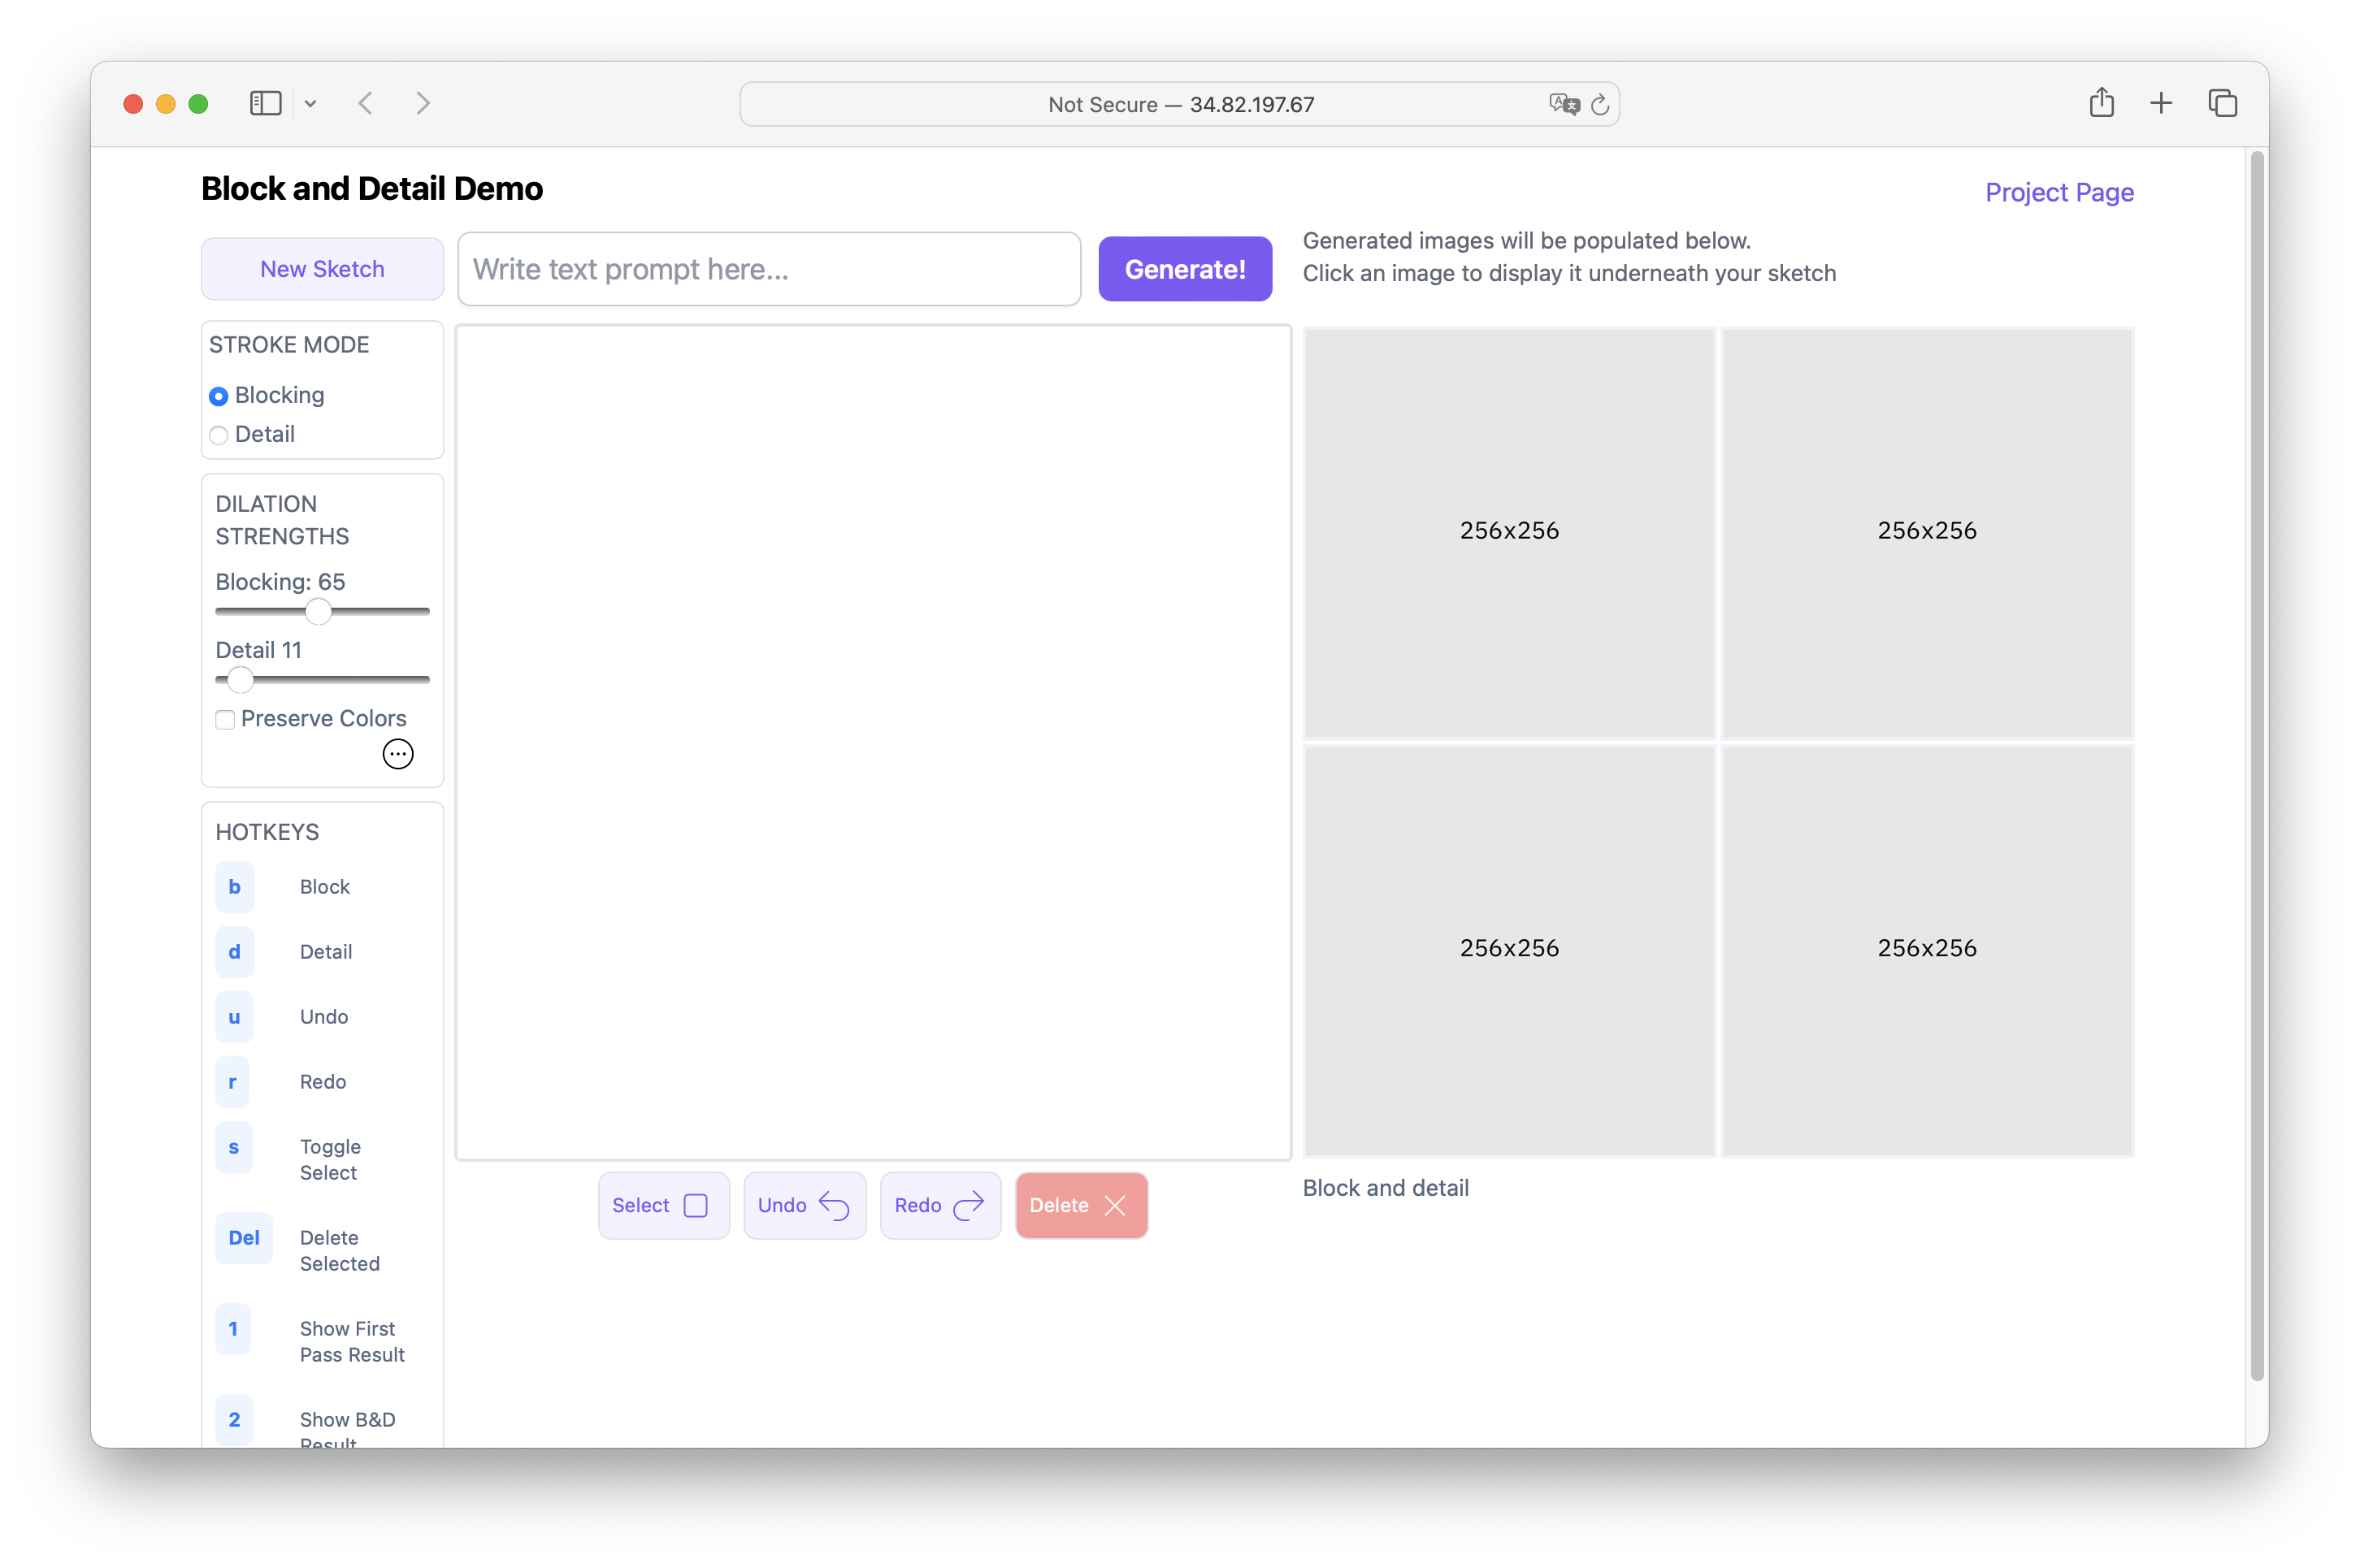 Not Secure — 34.82.197.67
Block and Detail Demo
Project Page
New Sketch
Write text prompt here...
Generate!
Generated images will be populated below.
Click an image to display it underneath your sketch
STROKE MODE
Blocking
Detail
DILATION
STRENGTHS
Blocking: 65
Detail 11
Preserve Colors
HOTKEYS
b Block
d Detail
u Undo
r Redo
s Toggle
Select
Del Delete
Selected
1 Show First
Pass Result
2 Show B&D
Result
256x256
256x256
256x256
256x256
Select
Undo
Redo
Delete
Block and detail